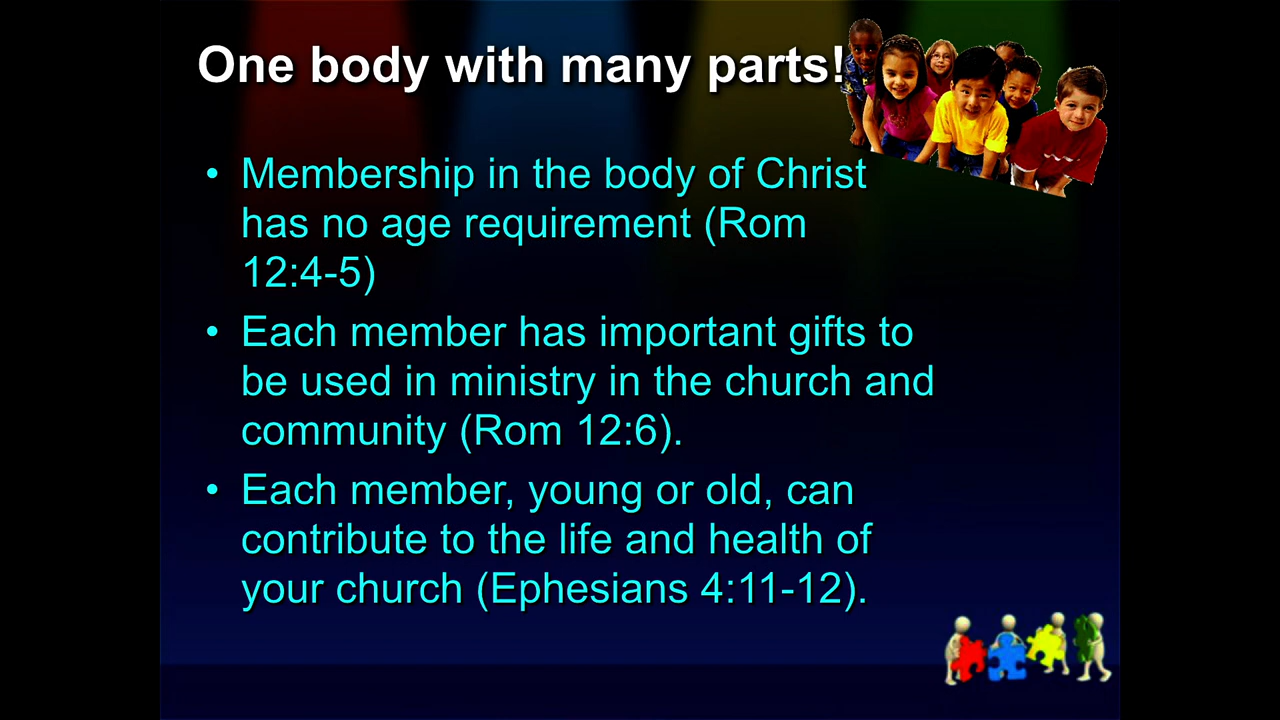 One body with many parts!
• Membership in the body of Christ
has no age requirement (Rom
12:4-5)
• Each member has important gifts to
be used in ministry in the church and
community (Rom 12:6).
• Each member, young or old, can
contribute to the life and health of
your church (Ephesians 4:11-12).